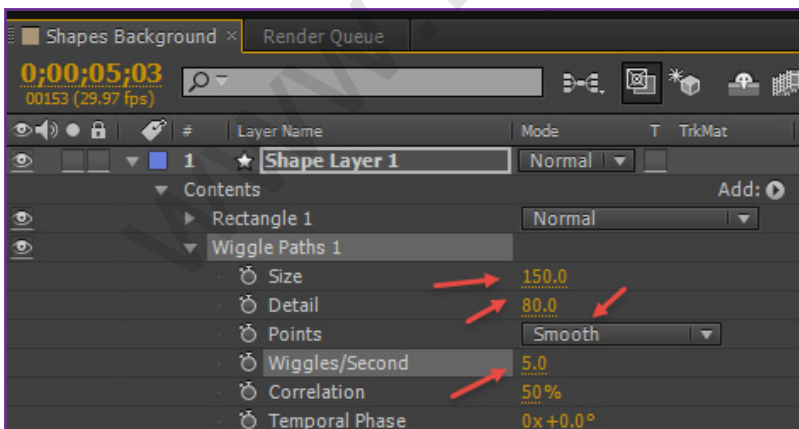 Shapes Background × Render Queue
0;00;05;03
00153 (29.97 fps)
# Layer Name Mode T TrkMat
1 Shape Layer 1 Normal
Contents Add:
Rectangle 1 Normal
Wiggle Paths 1
Size 150.0
Detail 80.0
Points Smooth
Wiggles/Second 5.0
Correlation 50%
Temporal Phase 0x+0.0°